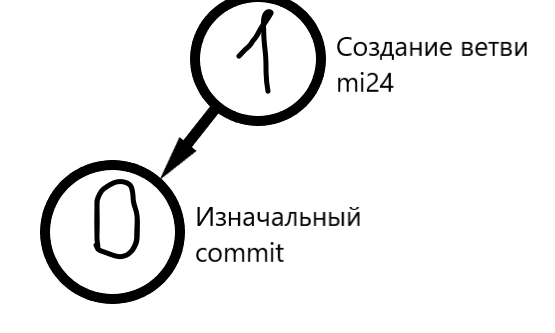 1
Создание ветви
mi24
0
Изначальный
commit